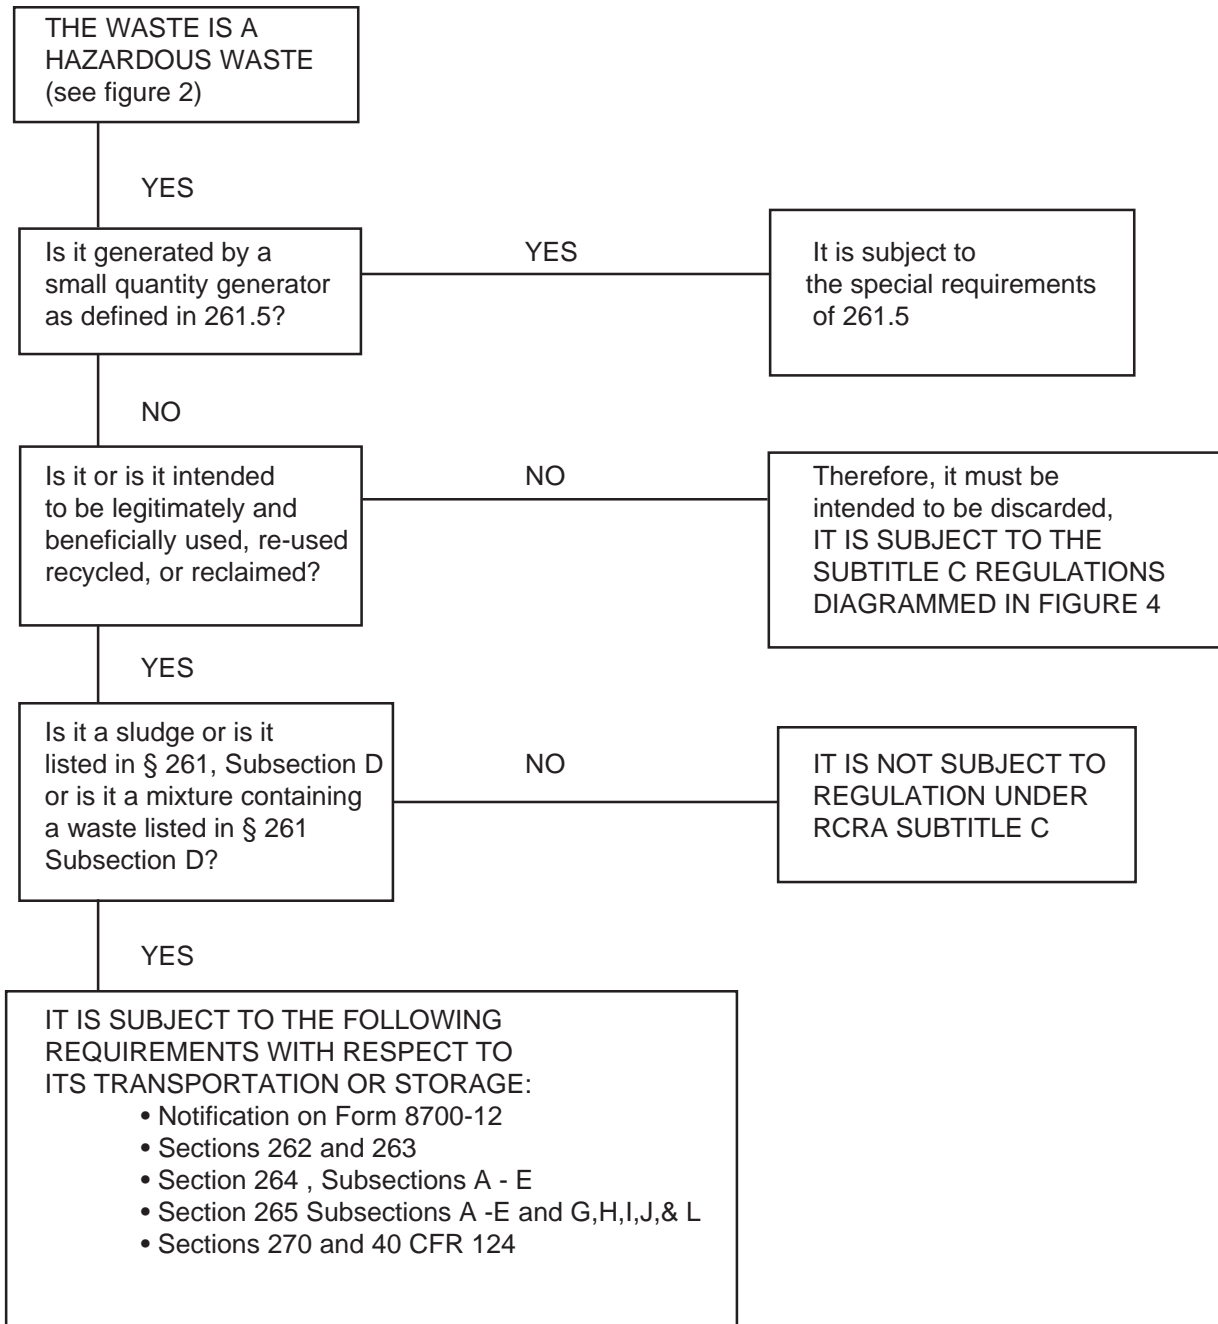 THE WASTE IS A
HAZARDOUS WASTE
(see figure 2)
YES
Is it generated by a
small quantity generator
as defined in 261.5?
YES
It is subject to
the special requirements
of 261.5
NO
Is it or is it intended
to be legitimately and
beneficially used, re-used
recycled, or reclaimed?
NO
Therefore, it must be
intended to be discarded,
IT IS SUBJECT TO THE
SUBTITLE C REGULATIONS
DIAGRAMMED IN FIGURE 4
YES
Is it a sludge or is it
listed in § 261, Subsection D
or is it a mixture containing
a waste listed in § 261
Subsection D?
NO
IT IS NOT SUBJECT TO
REGULATION UNDER
RCRA SUBTITLE C
YES
IT IS SUBJECT TO THE FOLLOWING
REQUIREMENTS WITH RESPECT TO
ITS TRANSPORTATION OR STORAGE:
• Notification on Form 8700-12
• Sections 262 and 263
• Section 264 , Subsections A - E
• Section 265 Subsections A -E and G,H,I,J,& L
• Sections 270 and 40 CFR 124